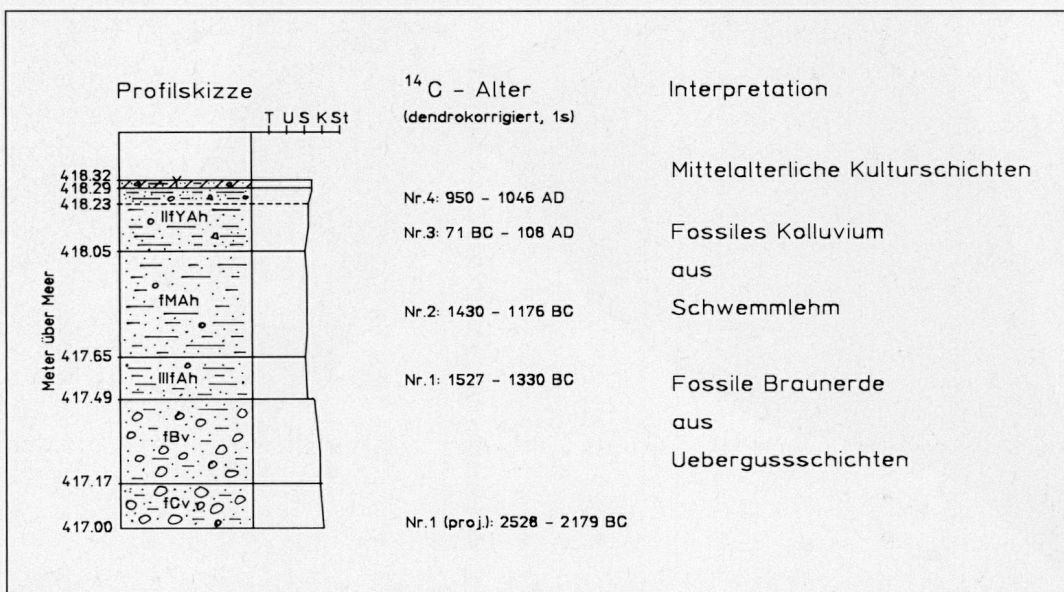 Profilskizze
T U S K St
14C - Alter
(dendrokorrigiert, 1s)
Interpretation
Meter über Meer
418.32
418.29
418.23
418.05
417.65
417.49
417.17
417.00
Y
IIfYAh
fMAh
IIIfAh
fBv
fCv
Nr.4: 950 - 1046 AD
Nr.3: 71 BC - 108 AD
Nr.2: 1430 - 1176 BC
Nr.1: 1527 - 1330 BC
Nr.1 (proj.): 2528 - 2179 BC
Mittelalterliche Kulturschichten
Fossiles Kolluvium
aus
Schwemmlehm
Fossile Braunerde
aus
Uebergussschichten